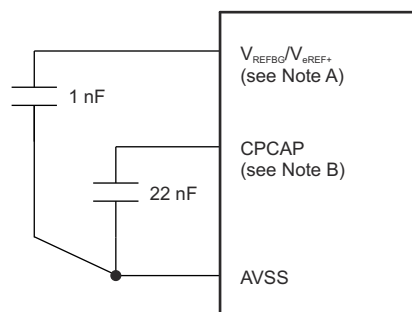 V_REFBG/V_eREF+
(see Note A)
1 nF
CPCAP
(see Note B)
22 nF
AVSS